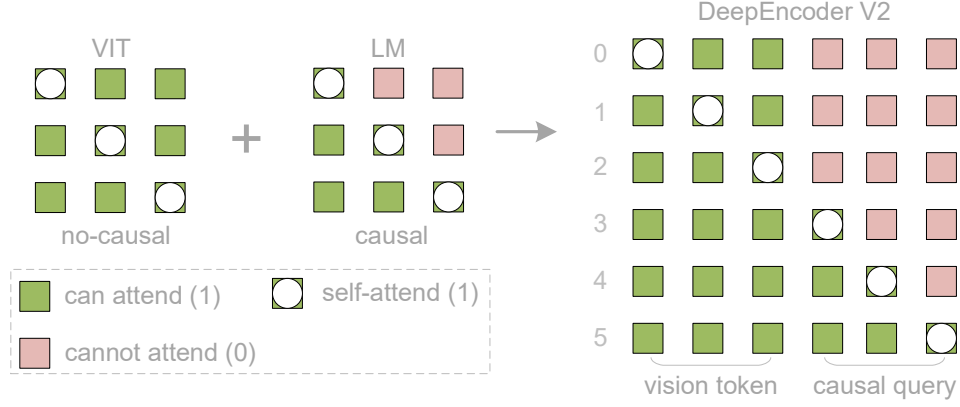 DeepEncoder V2
VIT
LM
0
1
+
2
3
no-causal
causal
4
can attend (1)
self-attend (1)
5
cannot attend (0)
vision token
causal query